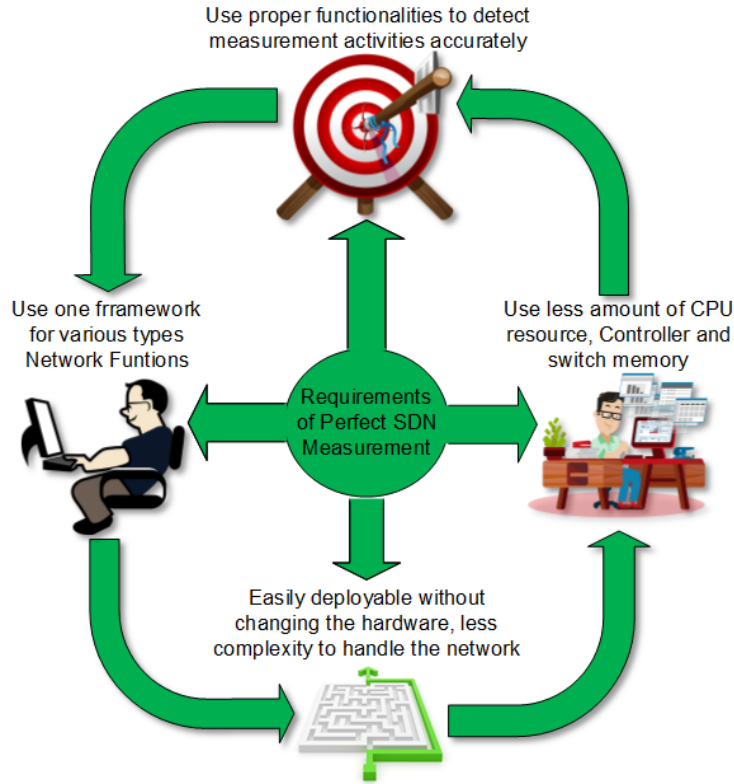 Use proper functionalities to detect
measurement activities accurately
Use one frramework
for various types
Network Funtions
Use less amount of CPU
resource, Controller and
switch memory
Requirements
of Perfect SDN
Measurement
Easily deployable without
changing the hardware, less
complexity to handle the network